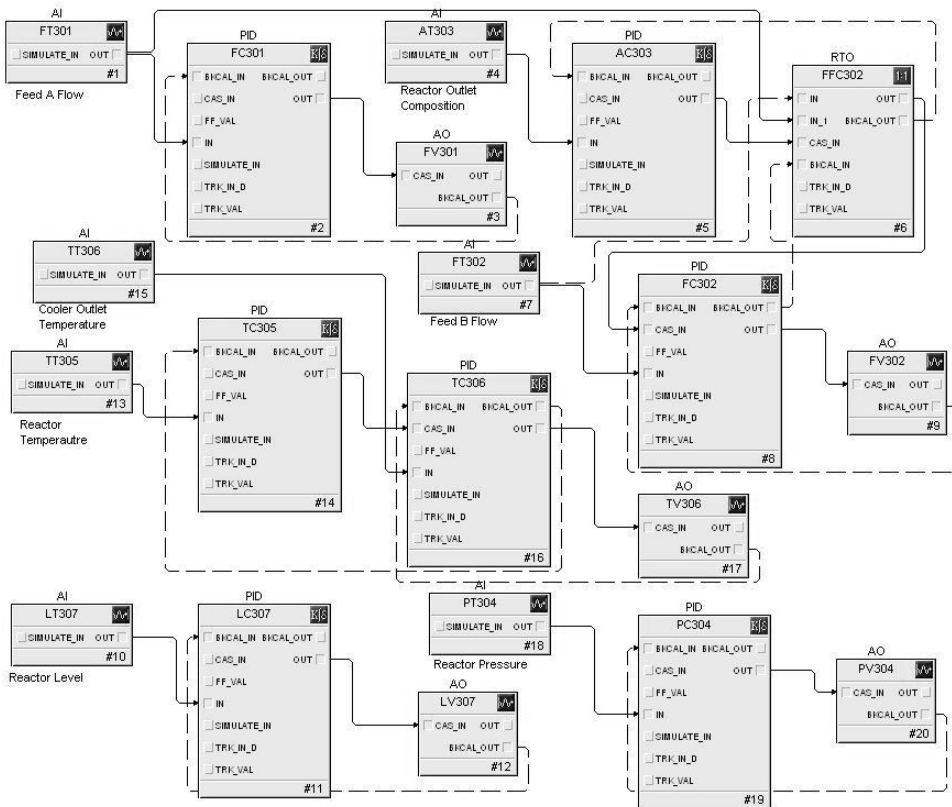 AI
FT301
SIMULATE_IN OUT
#1
Feed A Flow
PID
FC301
BKCAL_IN BKCAL_OUT
CAS_IN OUT
FF_VAL
IN
SIMULATE_IN
TRK_IN_D
TRK_VAL
#2
AO
FV301
CAS_IN OUT
BKCAL_OUT
#3
AI
AT303
SIMULATE_IN OUT
#4
Reactor Outlet
Composition
PID
AC303
BKCAL_IN BKCAL_OUT
CAS_IN OUT
FF_VAL
IN
SIMULATE_IN
TRK_IN_D
TRK_VAL
#5
RTO
FFC302 1:1
IN OUT
IN_1 BKCAL_OUT
CAS_IN
BKCAL_IN
TRK_IN_D
TRK_VAL
#6
AI
TT306
SIMULATE_IN OUT
#15
Cooler Outlet
Temperature
AI
FT302
SIMULATE_IN OUT
#7
Feed B Flow
PID
FC302
BKCAL_IN BKCAL_OUT
CAS_IN OUT
FF_VAL
IN
SIMULATE_IN
TRK_IN_D
TRK_VAL
#8
AO
FV302
CAS_IN OUT
BKCAL_OUT
#9
AI
TT305
SIMULATE_IN OUT
#13
Reactor
Temperautre
PID
TC305
BKCAL_IN BKCAL_OUT
CAS_IN OUT
FF_VAL
IN
SIMULATE_IN
TRK_IN_D
TRK_VAL
#14
PID
TC306
BKCAL_IN BKCAL_OUT
CAS_IN OUT
FF_VAL
IN
SIMULATE_IN
TRK_IN_D
TRK_VAL
#16
AO
TV306
CAS_IN OUT
BKCAL_OUT
#17
AI
LT307
SIMULATE_IN OUT
#10
Reactor Level
PID
LC307
BKCAL_IN BKCAL_OUT
CAS_IN OUT
FF_VAL
IN
SIMULATE_IN
TRK_IN_D
TRK_VAL
#11
AO
LV307
CAS_IN OUT
BKCAL_OUT
#12
AI
PT304
SIMULATE_IN OUT
#18
Reactor Pressure
PID
PC304
BKCAL_IN BKCAL_OUT
CAS_IN OUT
FF_VAL
IN
SIMULATE_IN
TRK_IN_D
TRK_VAL
#19
AO
PV304
CAS_IN OUT
BKCAL_OUT
#20